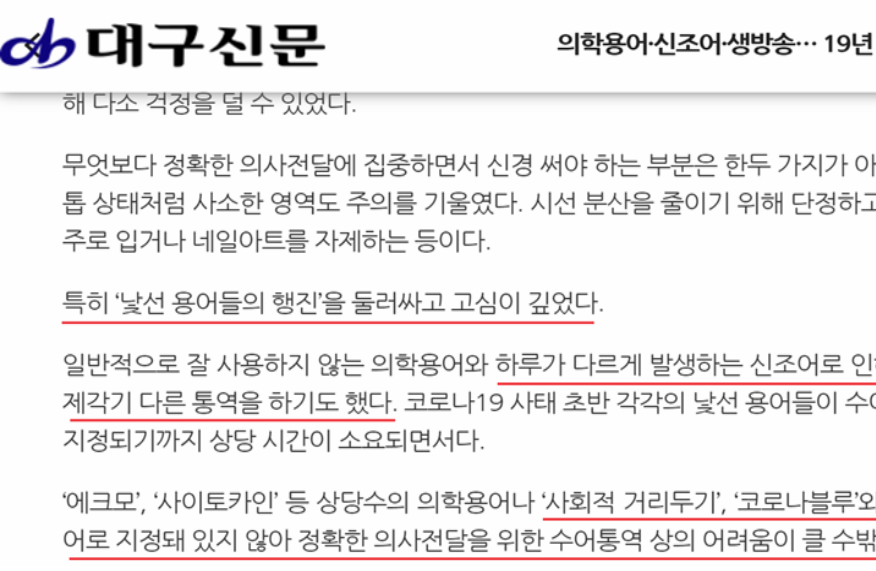 대구신문
의학용어·신조어·생방송… 19년
해 다소 걱정을 덜 수 있었다.
무엇보다 정확한 의사전달에 집중하면서 신경 써야 하는 부분은 한두 가지가 아
톱 상태처럼 사소한 영역도 주의를 기울였다. 시선 분산을 줄이기 위해 단정하고
주로 입거나 네일아트를 자제하는 등이다.
특히 ‘낯선 용어들의 행진’을 둘러싸고 고심이 깊었다.
일반적으로 잘 사용하지 않는 의학용어와 하루가 다르게 발생하는 신조어로 인해
제각기 다른 통역을 하기도 했다. 코로나19 사태 초반 각각의 낯선 용어들이 수어
지정되기까지 상당 시간이 소요되면서다.
‘에크모’, ‘사이토카인’ 등 상당수의 의학용어나 ‘사회적 거리두기’, ‘코로나블루’와
어로 지정돼 있지 않아 정확한 의사전달을 위한 수어통역 상의 어려움이 클 수밖